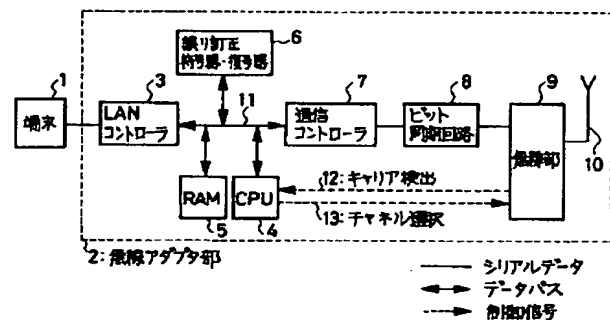 6
誤り訂正
符号器・復号器
1
端末
3
LAN
コントローラ
11
7
通信
コントローラ
8
ビット
同期回路
9
無線部
10
12:キャリア検出
RAM
5
CPU
4
13:チャネル選択
2:無線アダプタ部
シリアルデータ
データバス
制御信号